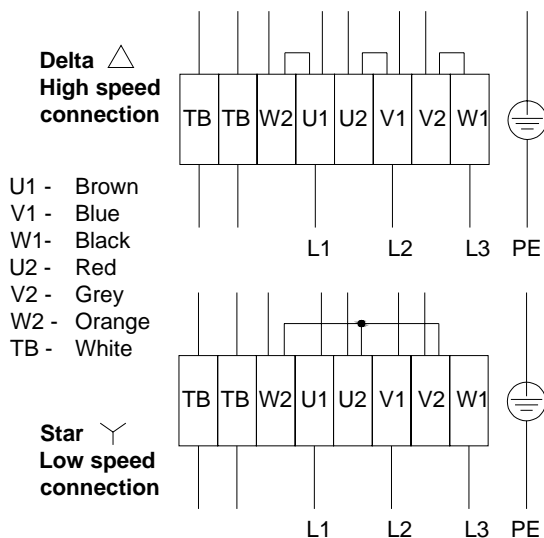 Delta
High speed
connection
TB TB W2 U1 U2 V1 V2 W1
L1 L2 L3 PE
U1 - Brown
V1 - Blue
W1- Black
U2 - Red
V2 - Grey
W2 - Orange
TB - White
TB TB W2 U1 U2 V1 V2 W1
Star
Low speed
connection
L1 L2 L3 PE